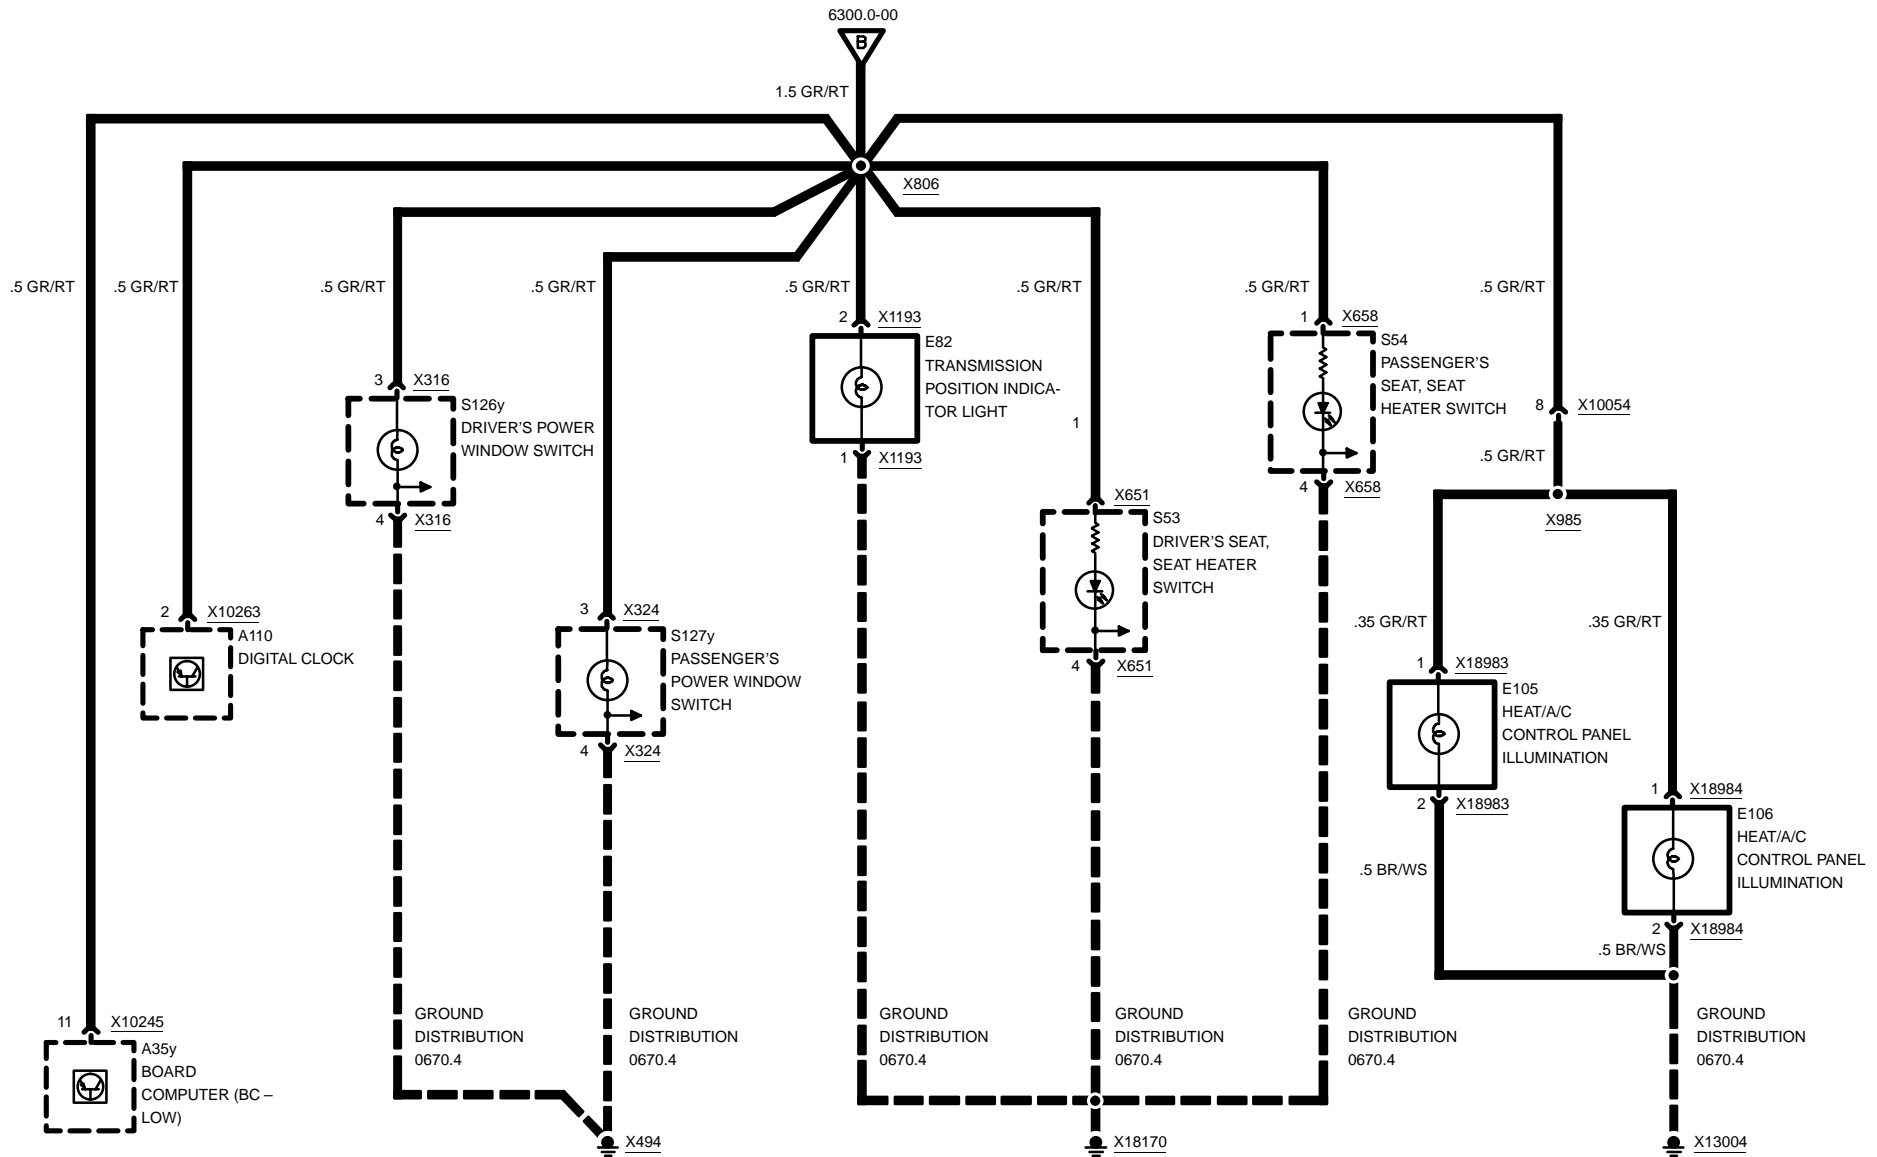 6300.0-00
B
1.5 GR/RT
X806
.5 GR/RT
.5 GR/RT
.5 GR/RT
.5 GR/RT
.5 GR/RT
.5 GR/RT
.5 GR/RT
.5 GR/RT
2 X1193
E82
TRANSMISSION
POSITION INDICA-
TOR LIGHT
1 X1193
1 X658
S54
PASSENGER'S
SEAT, SEAT
HEATER SWITCH
4 X658
3 X316
S126y
DRIVER'S POWER
WINDOW SWITCH
4 X316
8 X10054
.5 GR/RT
X985
1
X651
S53
DRIVER'S SEAT,
SEAT HEATER
SWITCH
4 X651
2 X10263
A110
DIGITAL CLOCK
3 X324
S127y
PASSENGER'S
POWER WINDOW
SWITCH
4 X324
.35 GR/RT
.35 GR/RT
1 X18983
E105
HEAT/A/C
CONTROL PANEL
ILLUMINATION
2 X18983
1 X18984
E106
HEAT/A/C
CONTROL PANEL
ILLUMINATION
2 X18984
.5 BR/WS
.5 BR/WS
11 X10245
A35y
BOARD
COMPUTER (BC –
LOW)
GROUND
DISTRIBUTION
0670.4
GROUND
DISTRIBUTION
0670.4
GROUND
DISTRIBUTION
0670.4
GROUND
DISTRIBUTION
0670.4
GROUND
DISTRIBUTION
0670.4
GROUND
DISTRIBUTION
0670.4
X494
X18170
X13004